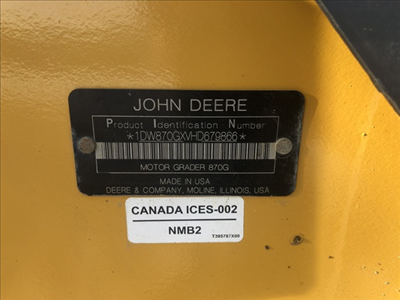 JOHN DEERE
Product Identification Number
*1DW870GXVHD679866*
MOTOR GRADER 870G
MADE IN USA
DEERE & COMPANY, MOLINE, ILLINOIS, USA
CANADA ICES-002
NMB2
T385787X00